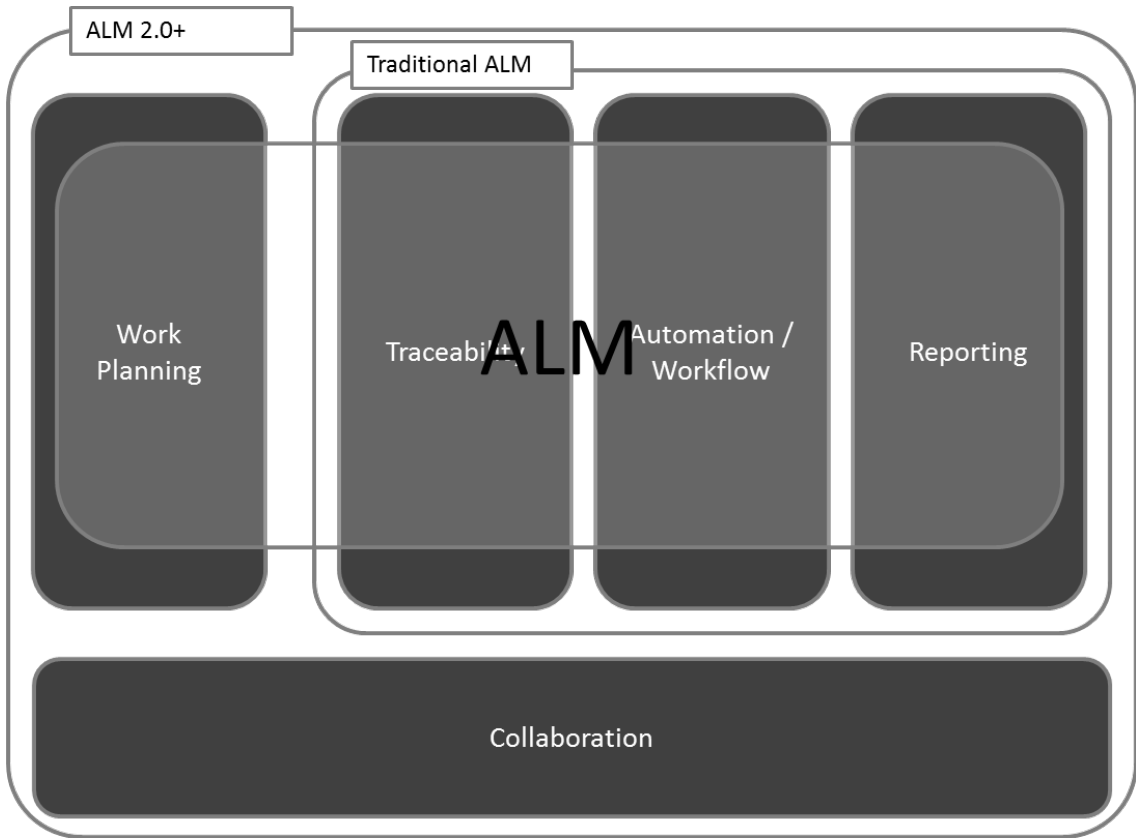 ALM 2.0+
Traditional ALM
Work
Planning
Traceability
ALM
Automation /
Workflow
Reporting
Collaboration